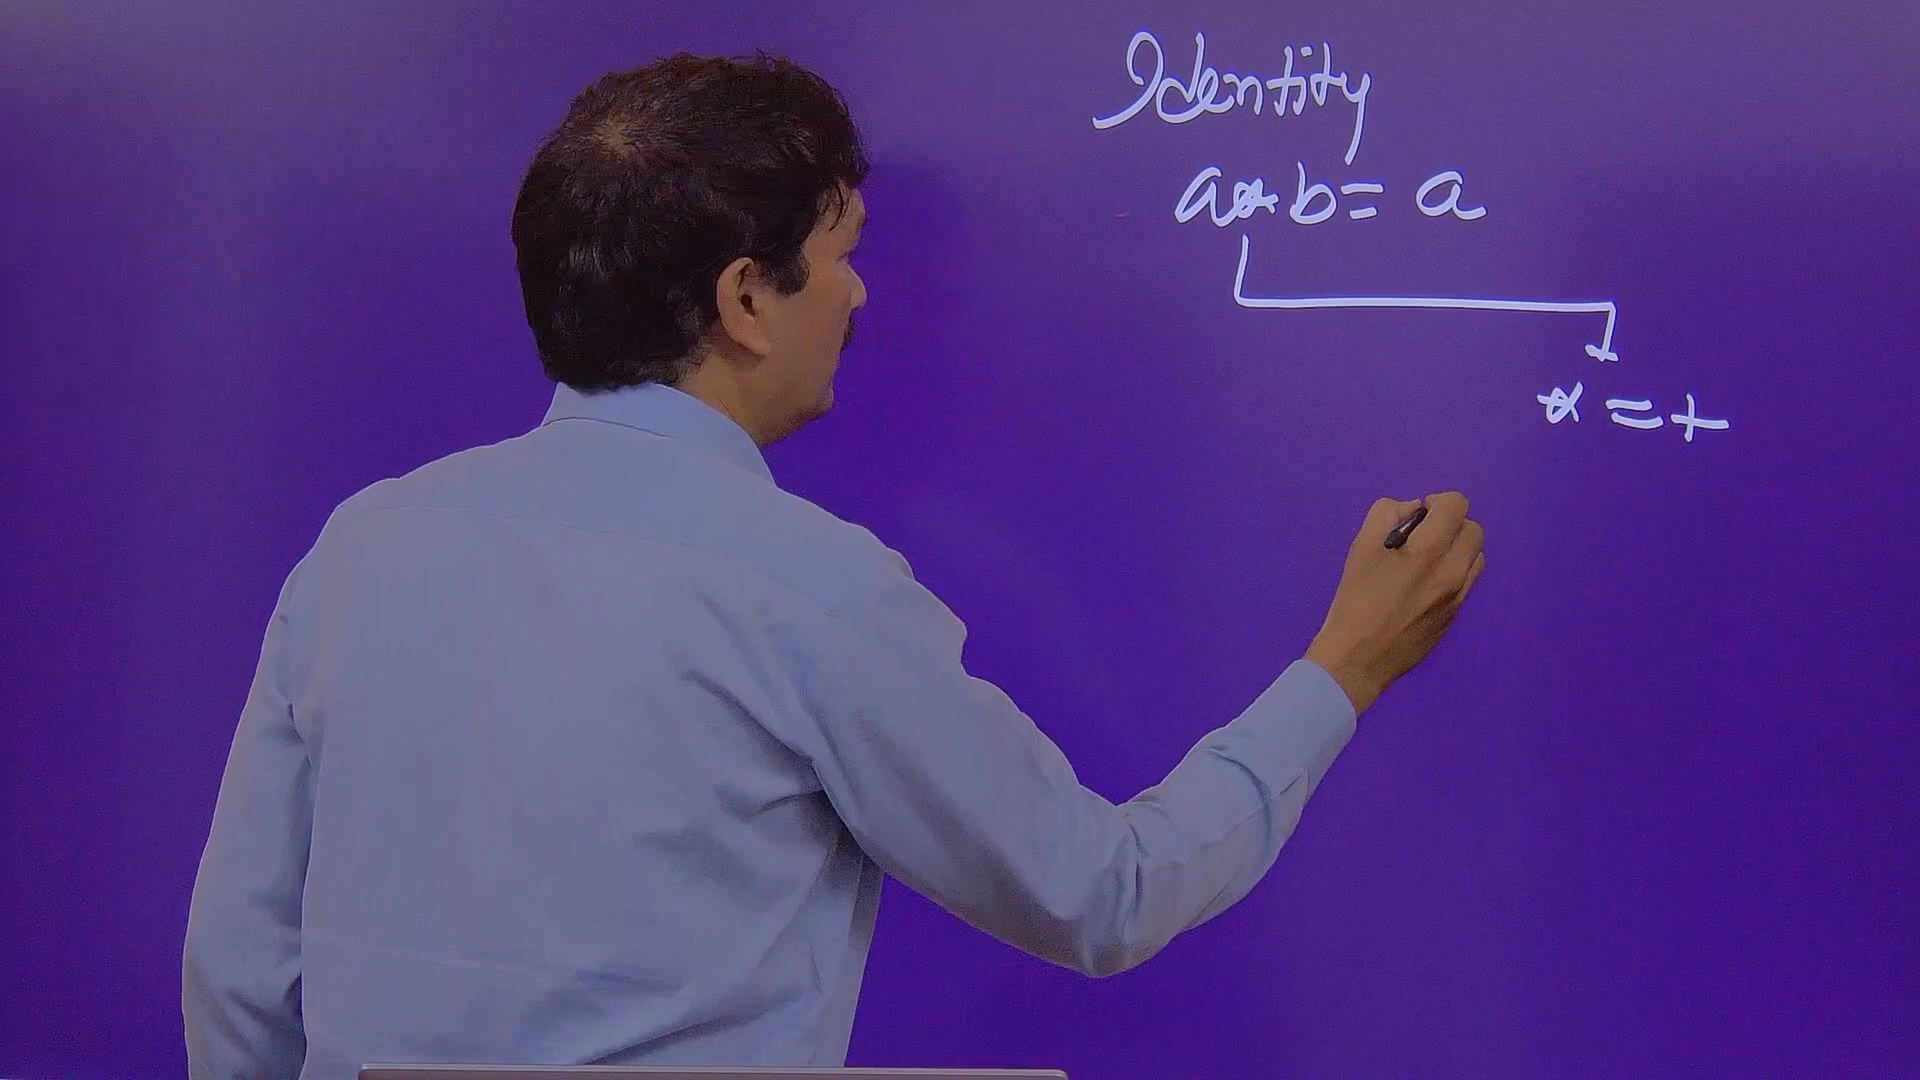 Identity
a * b = a
* = +